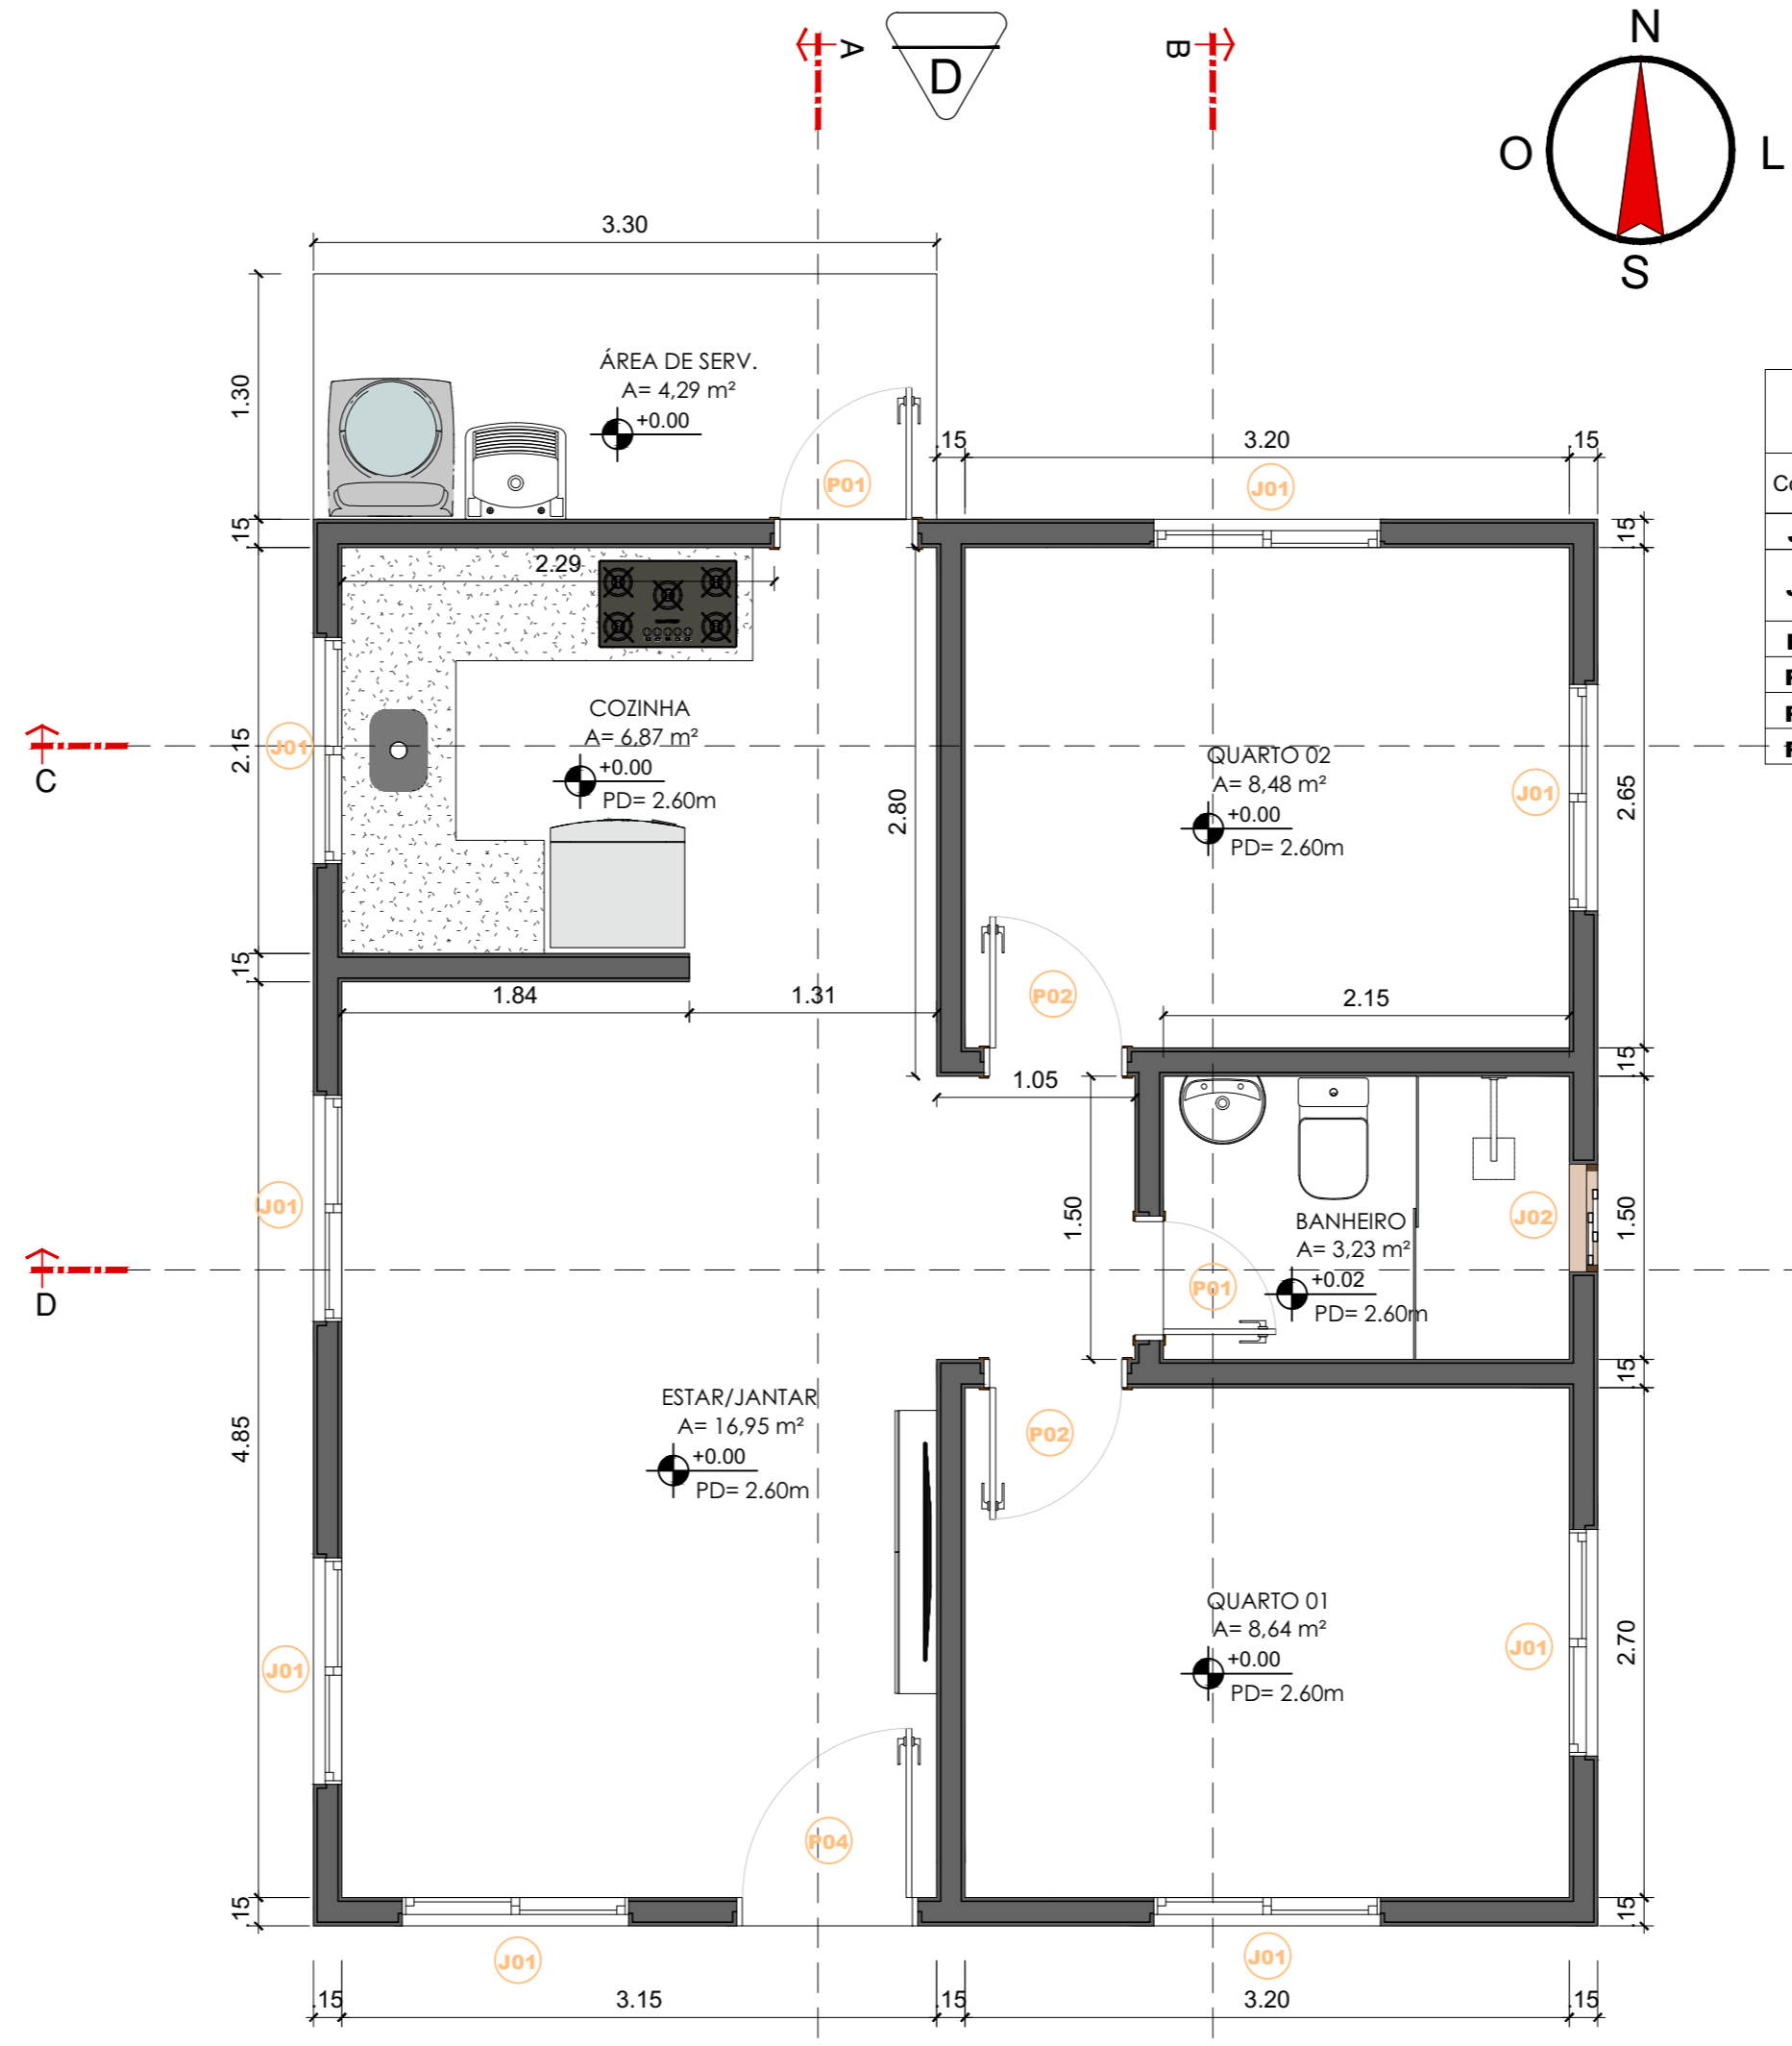 N
O
L
S
A
D
B
3.30
1.30
ÁREA DE SERV.
A= 4,29 m²
+0.00
P01
.15
3.20
.15
J01
.15
.15
2.29
COZINHA
A= 6,87 m²
+0.00
PD= 2.60m
J01
C
2.15
2.80
QUARTO 02
A= 8,48 m²
+0.00
PD= 2.60m
J01
2.65
.15
1.84
1.31
P02
2.15
.15
1.05
J01
1.50
BANHEIRO
A= 3,23 m²
+0.02
PD= 2.60m
P01
J02
1.50
D
.15
ESTAR/JANTAR
A= 16,95 m²
+0.00
PD= 2.60m
4.85
P02
QUARTO 01
A= 8,64 m²
+0.00
PD= 2.60m
J01
J01
2.70
P04
.15
.15
J01
J01
.15
3.15
.15
3.20
.15